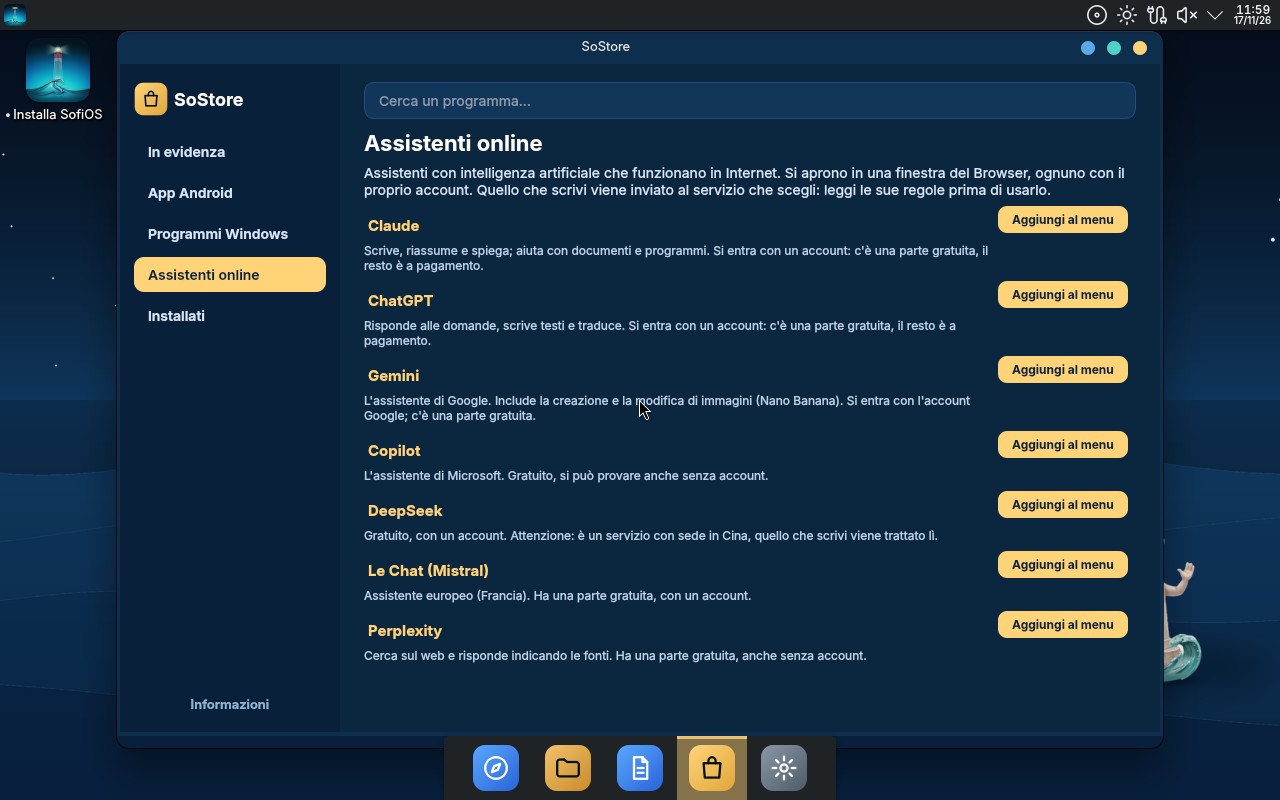 11:59
17/11/26
SoStore
• Installa SofiOS
SoStore
In evidenza
App Android
Programmi Windows
Assistenti online
Installati
Informazioni
Cerca un programma...
Assistenti online
Assistenti con intelligenza artificiale che funzionano in Internet. Si aprono in una finestra del Browser, ognuno con il
proprio account. Quello che scrivi viene inviato al servizio che scegli: leggi le sue regole prima di usarlo.
Claude
Aggiungi al menu
Scrive, riassume e spiega; aiuta con documenti e programmi. Si entra con un account: c'è una parte gratuita, il
resto è a pagamento.
ChatGPT
Aggiungi al menu
Risponde alle domande, scrive testi e traduce. Si entra con un account: c'è una parte gratuita, il resto è a
pagamento.
Gemini
Aggiungi al menu
L'assistente di Google. Include la creazione e la modifica di immagini (Nano Banana). Si entra con l'account
Google; c'è una parte gratuita.
Copilot
Aggiungi al menu
L'assistente di Microsoft. Gratuito, si può provare anche senza account.
DeepSeek
Aggiungi al menu
Gratuito, con un account. Attenzione: è un servizio con sede in Cina, quello che scrivi viene trattato lì.
Le Chat (Mistral)
Aggiungi al menu
Assistente europeo (Francia). Ha una parte gratuita, con un account.
Perplexity
Aggiungi al menu
Cerca sul web e risponde indicando le fonti. Ha una parte gratuita, anche senza account.